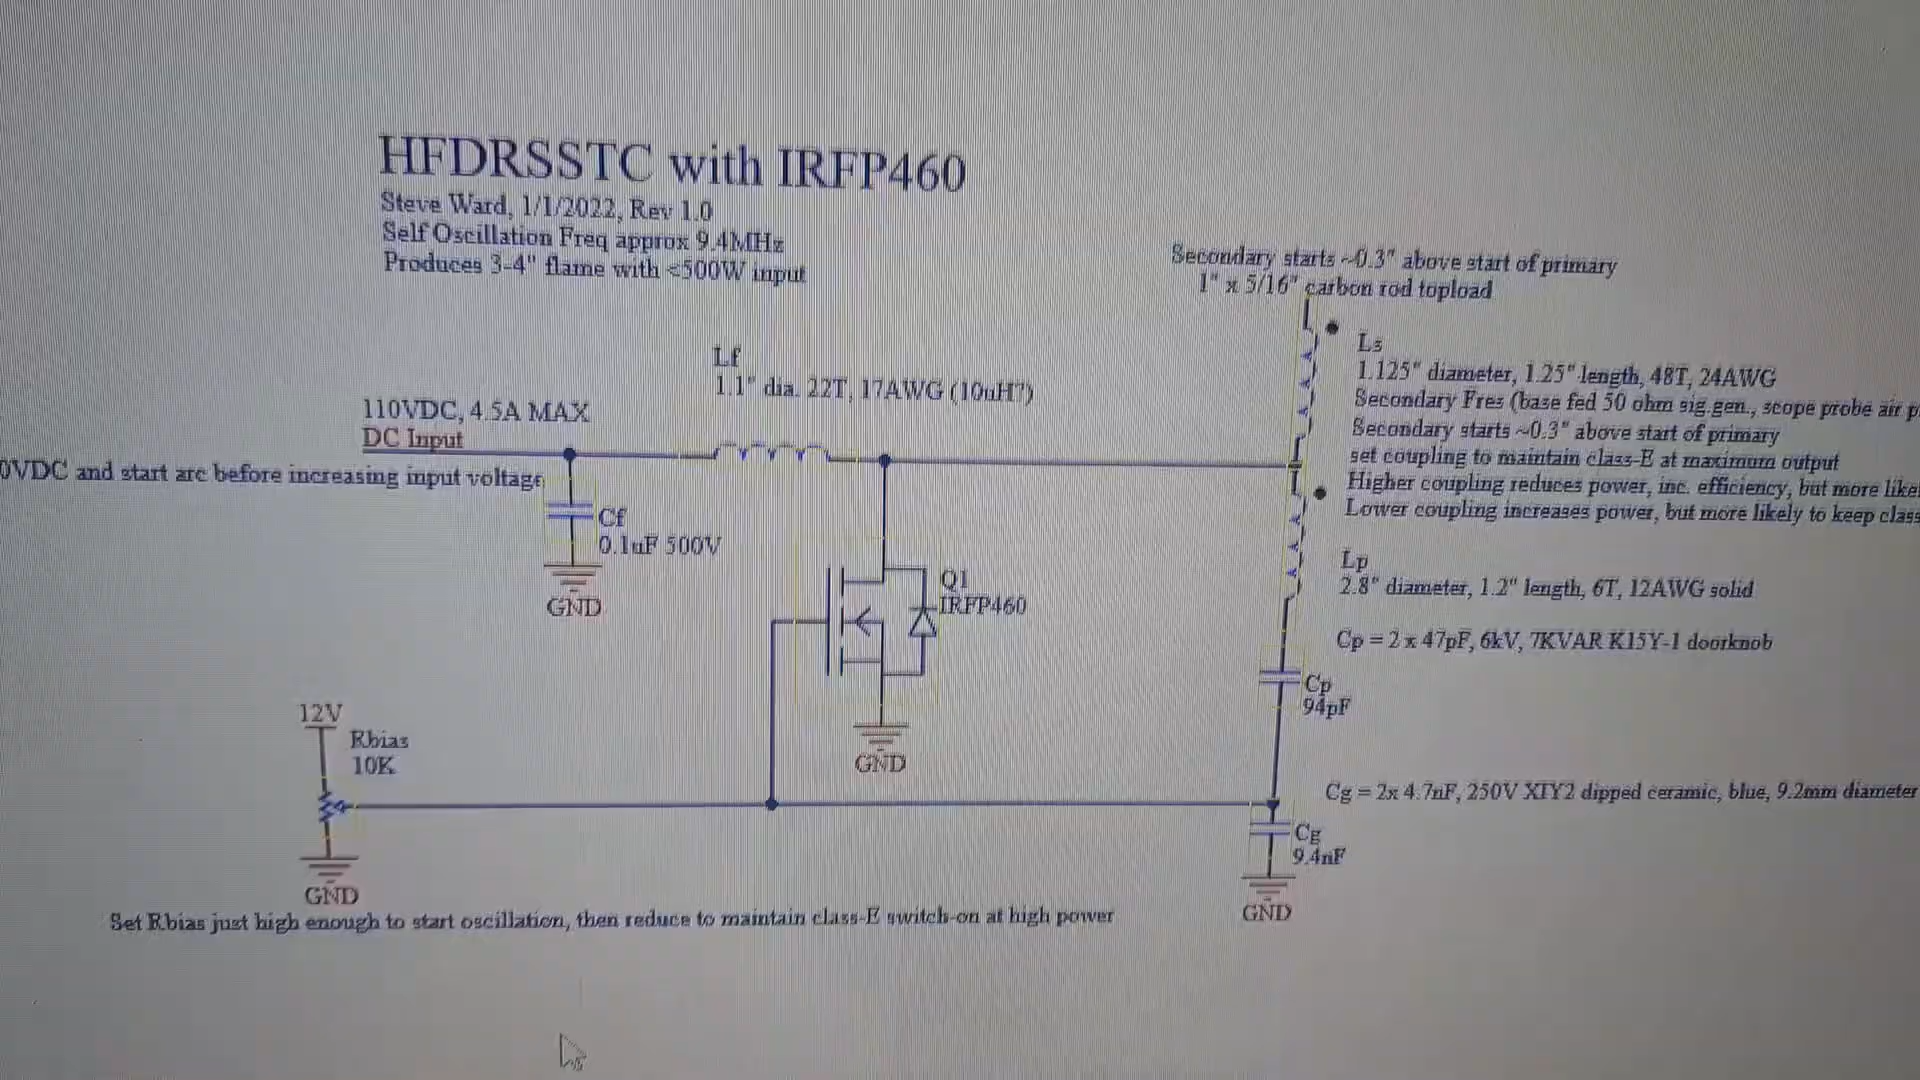 HFDRSSTC with IRFP460
Steve Ward, 1/1/2022, Rev 1.0
Self Oscillation Freq approx 9.4MHz
Produces 3-4" flame with <500W input
Secondary starts ~0.3" above start of primary
1" x 5/16" carbon rod topload
Ls
1.125" diameter, 1.25" length, 48T, 24AWG
Secondary Fres (base fed 50 ohm sig.gen., scope probe air p
Secondary starts ~0.3" above start of primary
set coupling to maintain class-E at maximum output
Higher coupling reduces power, inc. efficiency, but more like
Lower coupling increases power, but more likely to keep class
Lf
1.1" dia. 22T, 17AWG (10uH?)
110VDC, 4.5A MAX
DC Input
0VDC and start arc before increasing input voltage
Cf
0.1uF 500V
GND
Q1
IRFP460
GND
Lp
2.8" diameter, 1.2" length, 6T, 12AWG solid
Cp = 2 x 47pF, 6kV, 7KVAR K15Y-1 doorknob
Cp
94pF
12V
Rbias
10K
GND
Cg = 2x 4.7nF, 250V X1Y2 dipped ceramic, blue, 9.2mm diameter
Cg
9.4nF
GND
Set Rbias just high enough to start oscillation, then reduce to maintain class-E switch-on at high power